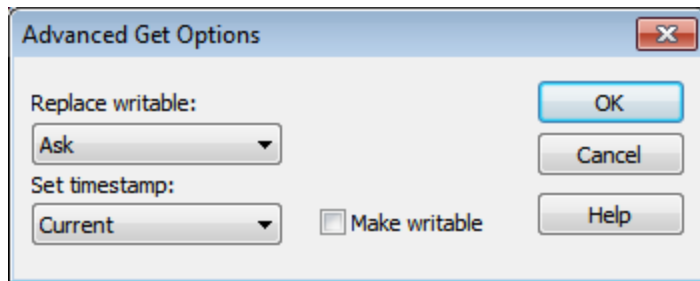 Advanced Get Options
Replace writable:
OK
Ask
Cancel
Set timestamp:
Current
Make writable
Help